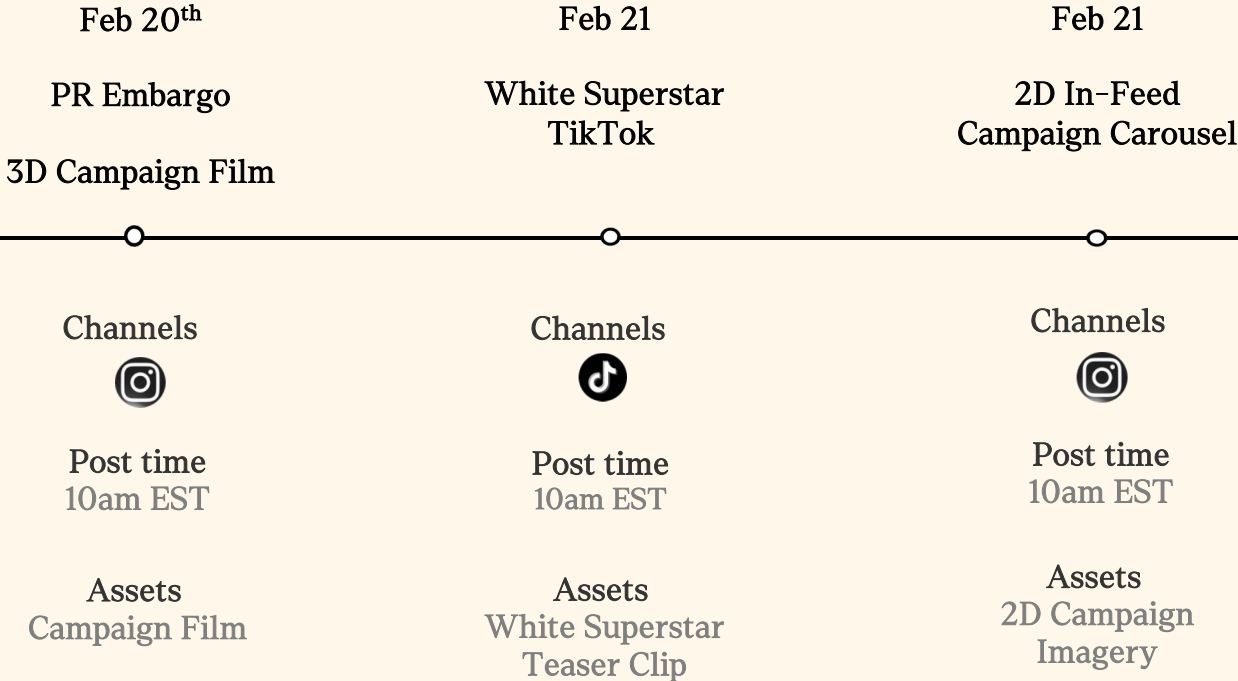 Feb 20th
PR Embargo
3D Campaign Film
Channels
Post time
10am EST
Assets
Campaign Film
Feb 21
White Superstar
TikTok
Channels
Post time
10am EST
Assets
White Superstar
Teaser Clip
Feb 21
2D In-Feed
Campaign Carousel
Channels
Post time
10am EST
Assets
2D Campaign
Imagery